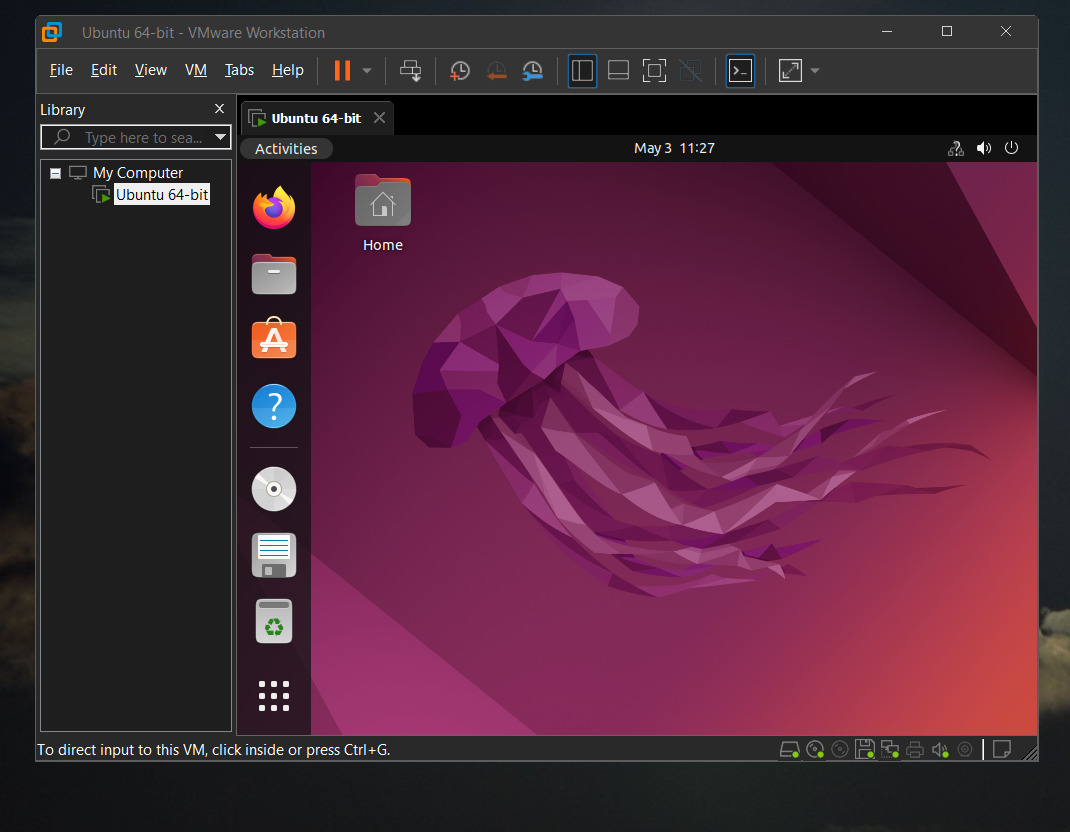 Ubuntu 64-bit - VMware Workstation
File Edit View VM Tabs Help
Library
Type here to sea...
My Computer
Ubuntu 64-bit
Ubuntu 64-bit
Activities
May 3 11:27
Home
To direct input to this VM, click inside or press Ctrl+G.